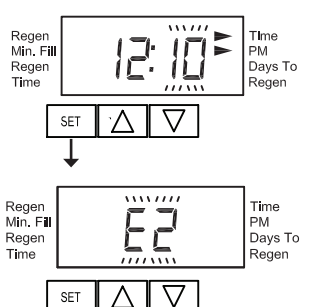 Regen
Min. Fill
Regen
Time
12:10
Time
PM
Days To
Regen
SET
Regen
Min. Fill
Regen
Time
E2
Time
PM
Days To
Regen
SET